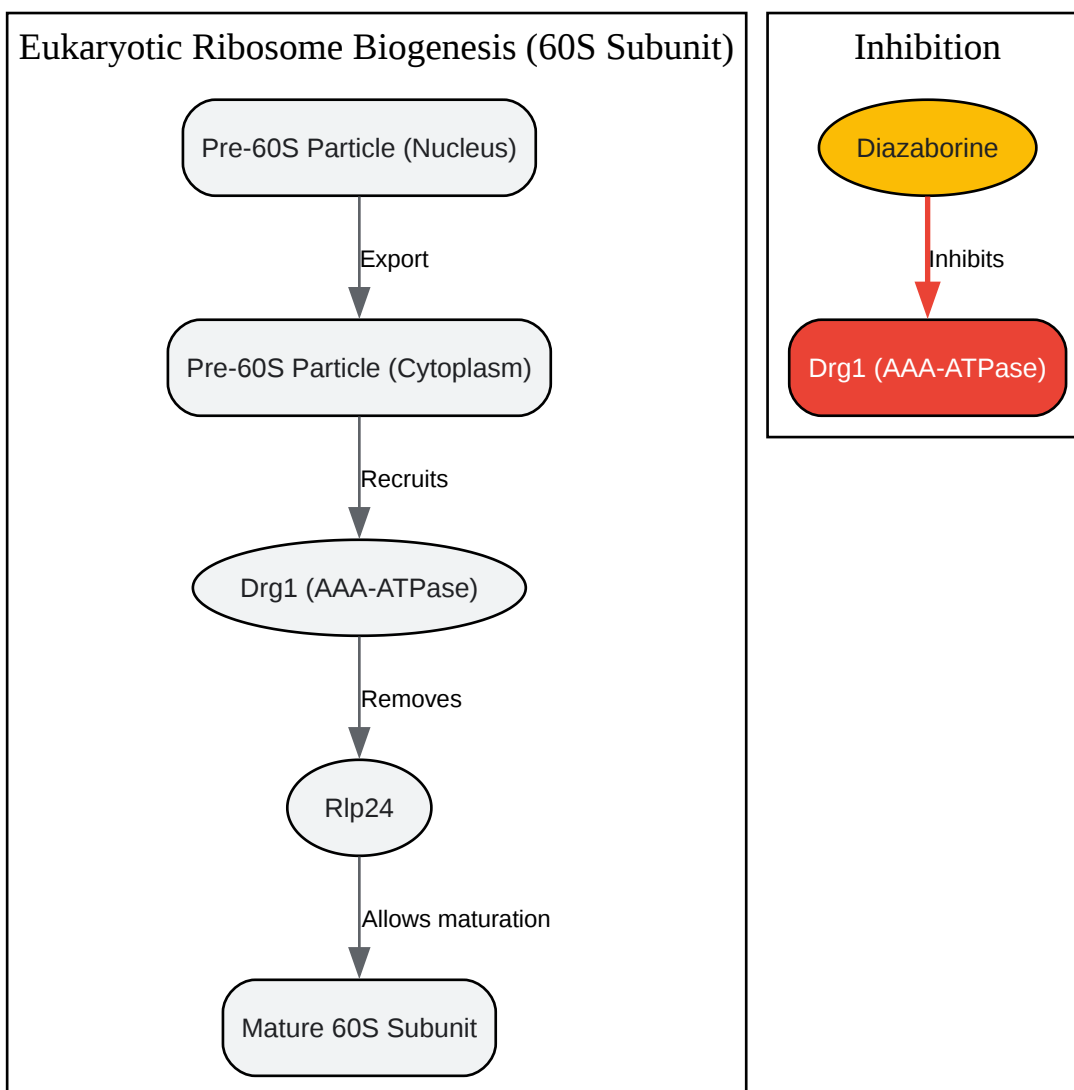 Eukaryotic Ribosome Biogenesis (60S Subunit)
Pre-60S Particle (Nucleus)
Export
Pre-60S Particle (Cytoplasm)
Recruits
Drg1 (AAA-ATPase)
Removes
Rlp24
Allows maturation
Mature 60S Subunit
Inhibition
Diazaborine
Inhibits
Drg1 (AAA-ATPase)